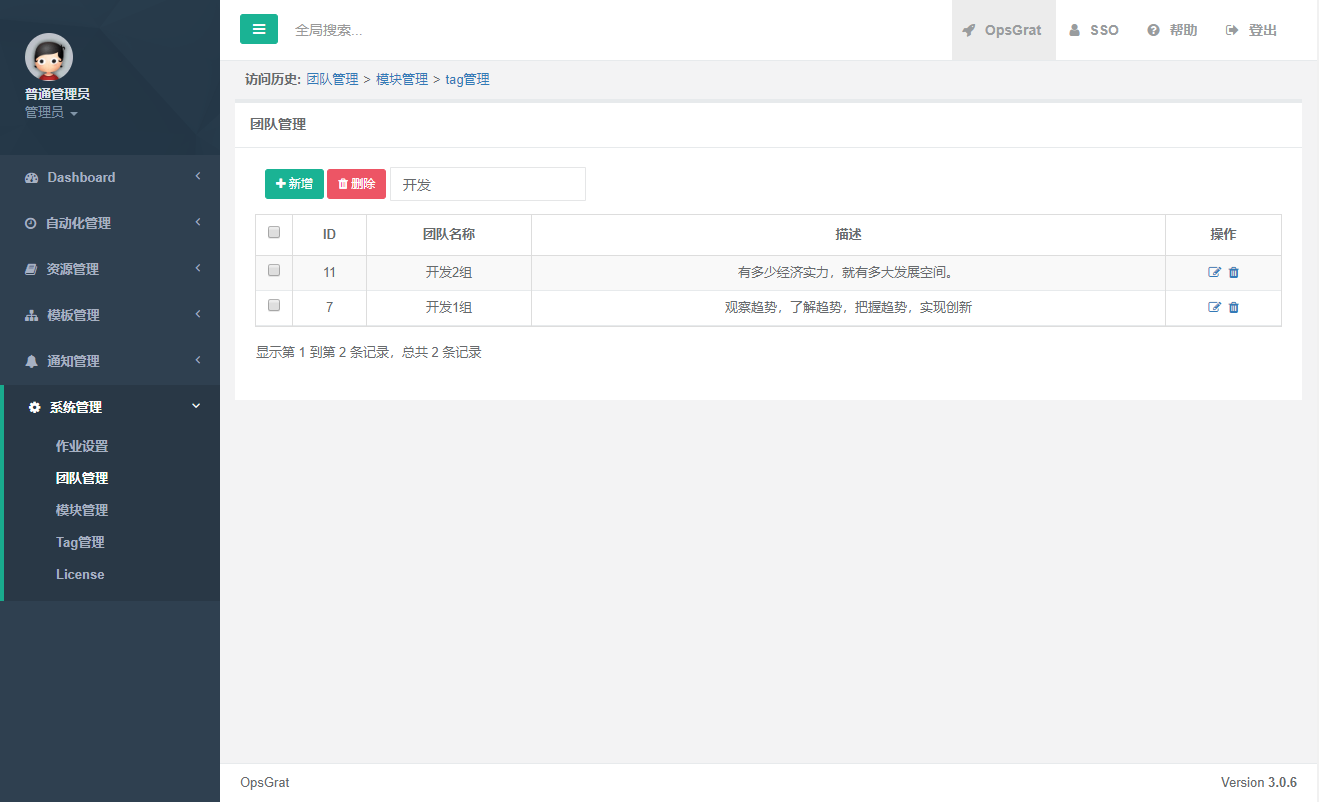 普通管理员
管理员
Dashboard
自动化管理
资源管理
模板管理
通知管理
系统管理
作业设置
团队管理
模块管理
Tag管理
License
全局搜索...
OpsGrat
SSO
帮助
登出
访问历史: 团队管理 > 模块管理 > tag管理
团队管理
新增 删除 开发
ID 团队名称 描述 操作
11 开发2组 有多少经济实力，就有多大发展空间。
7 开发1组 观察趋势，了解趋势，把握趋势，实现创新
显示第 1 到第 2 条记录，总共 2 条记录
OpsGrat
Version 3.0.6